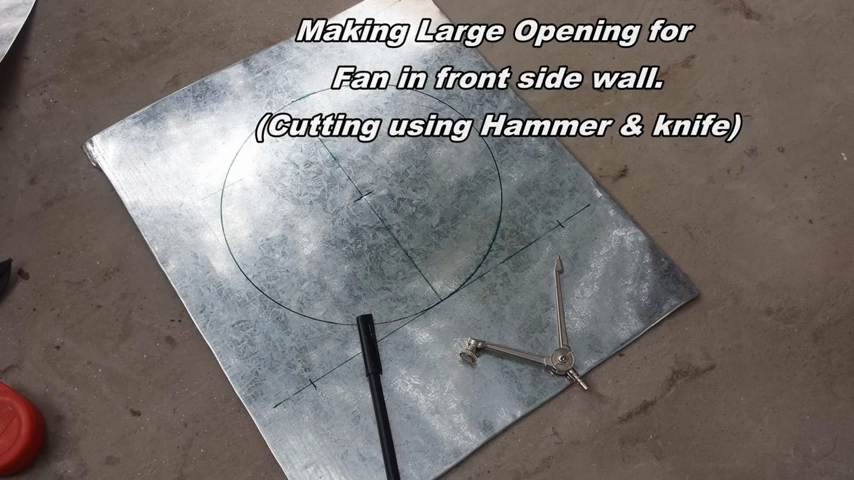 Making Large Opening for
Fan in front side wall.
(Cutting using Hammer & knife)